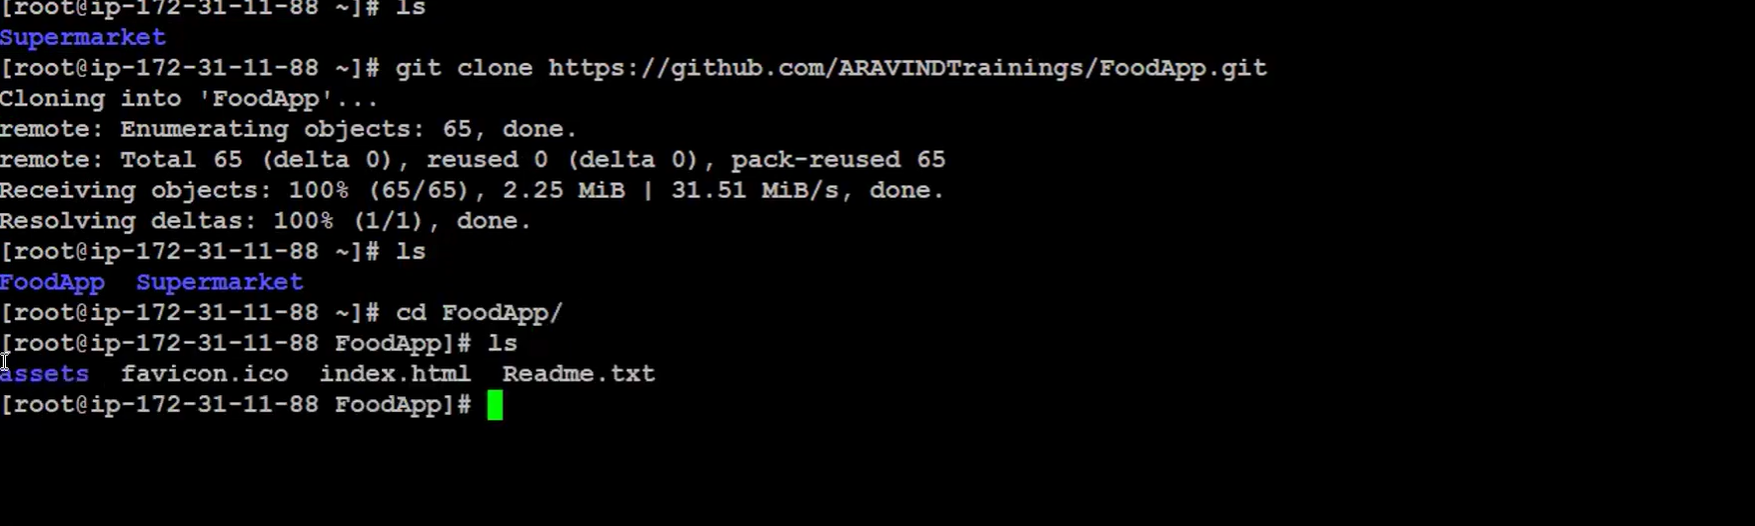 [root@ip-172-31-11-88 ~]# ls
Supermarket
[root@ip-172-31-11-88 ~]# git clone https://github.com/ARAVINDTrainings/FoodApp.git
Cloning into 'FoodApp'...
remote: Enumerating objects: 65, done.
remote: Total 65 (delta 0), reused 0 (delta 0), pack-reused 65
Receiving objects: 100% (65/65), 2.25 MiB | 31.51 MiB/s, done.
Resolving deltas: 100% (1/1), done.
[root@ip-172-31-11-88 ~]# ls
FoodApp  Supermarket
[root@ip-172-31-11-88 ~]# cd FoodApp/
[root@ip-172-31-11-88 FoodApp]# ls
assets  favicon.ico  index.html  Readme.txt
[root@ip-172-31-11-88 FoodApp]#